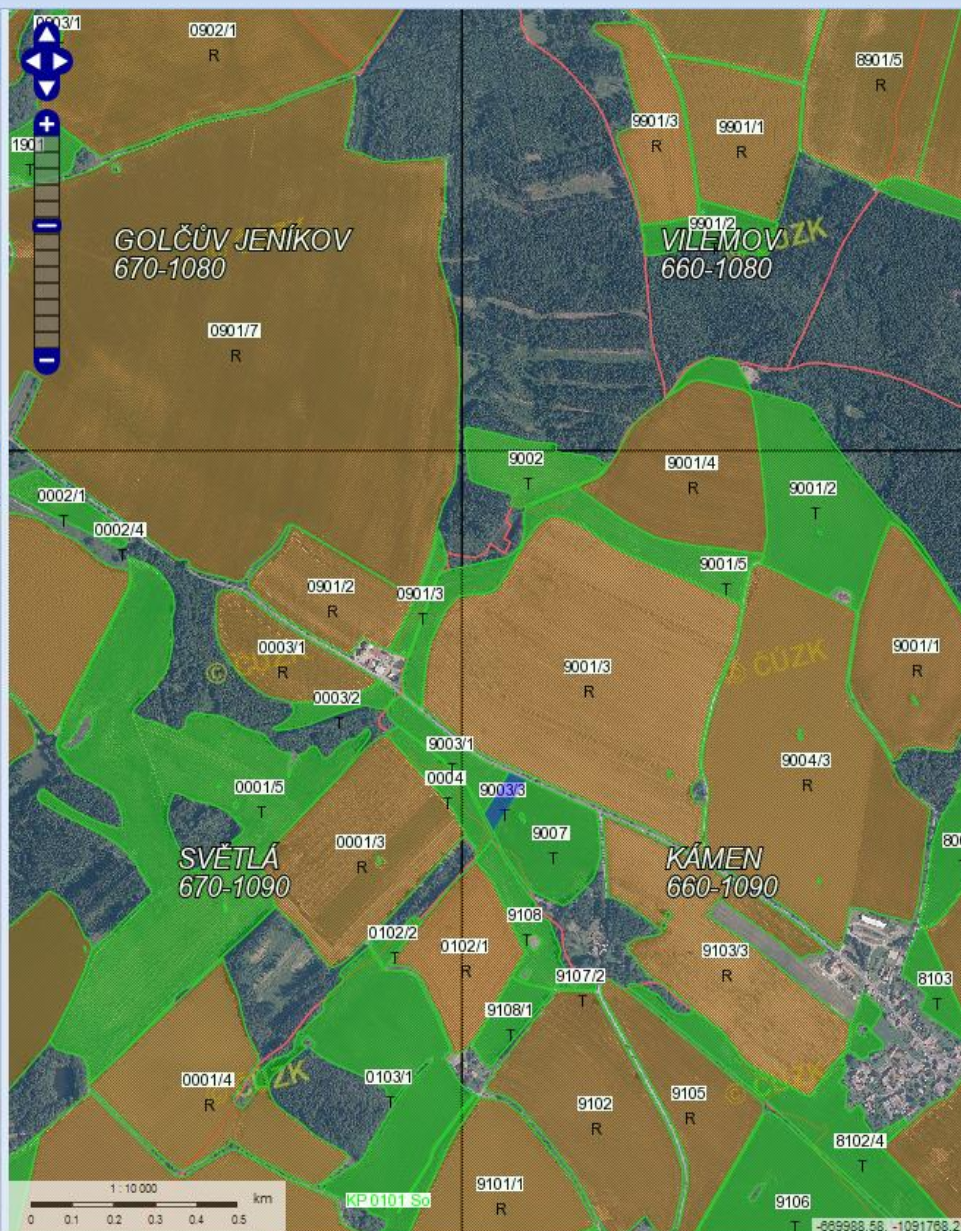 0903/1
0902/1
R
8901/5
R
9901/3
R
9901/1
R
1901
T
9901/2
GOLČŮV JENÍKOV
670-1080
VILEMOV
660-1080
ČÚZK
0901/7
R
9002
T
9001/4
R
9001/2
T
0002/1
T
0002/4
T
0901/2
R
0901/3
T
9001/5
T
0003/1
R
© ČÚZK
9001/3
R
© ČÚZK
9001/1
R
0003/2
T
9003/1
T
9004/3
R
0004
T
9003/3
T
0001/5
T
9007
T
0001/3
R
SVĚTLÁ
670-1090
KÁMEN
660-1090
9108
T
0102/2
T
0102/1
R
9103/3
R
9107/2
T
8103
T
9108/1
T
0001/4
R
ČÚZK
0103/1
T
9102
R
9105
R
© ČÚZK
8102/4
T
9101/1
R
9106
T
KP 0101 So
1 : 10 000
km
0 0.1 0.2 0.3 0.4 0.5
-669988.58, -1091768.2